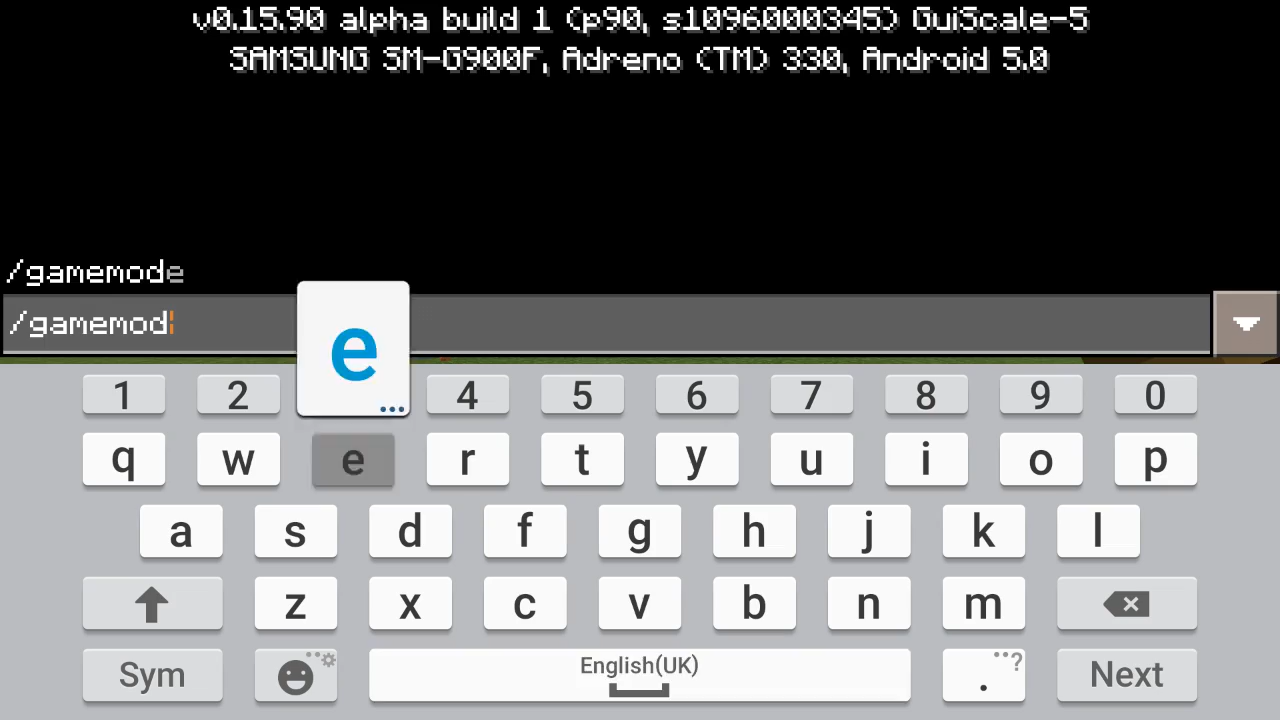 v0.15.90 alpha build 1 (p90, s1096000345) GuiScale-5
SAMSUNG SM-G900F, Adreno (TM) 330, Android 5.0
/gamemode
/gamemod
e
1 2 4 5 6 7 8 9 0
q w e r t y u i o p
a s d f g h j k l
z x c v b n m
Sym English(UK) . ? Next